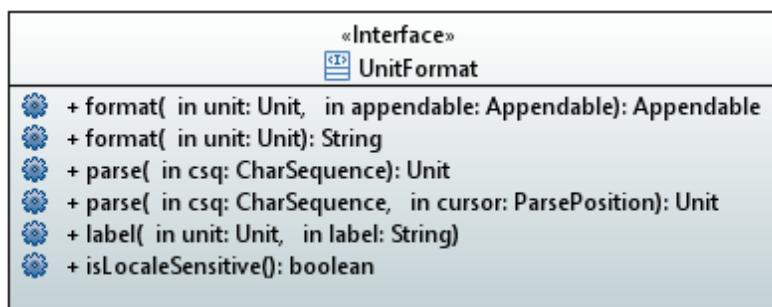 «Interface»
UnitFormat
+ format( in unit: Unit, in appendable: Appendable): Appendable
+ format( in unit: Unit): String
+ parse( in csq: CharSequence): Unit
+ parse( in csq: CharSequence, in cursor: ParsePosition): Unit
+ label( in unit: Unit, in label: String)
+ isLocaleSensitive(): boolean